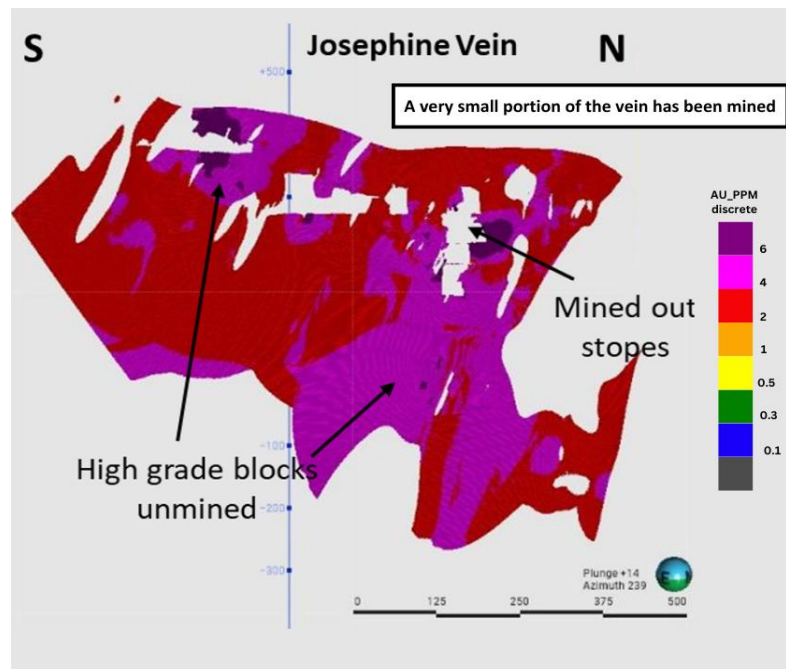 S
Josephine Vein
N
+500
A very small portion of the vein has been mined
AU_PPM
discrete
6
4
2
1
0.5
0.3
0.1
Mined out
stopes
High grade blocks
unmined
-100
-200
-300
Plunge +14
Azimuth 239
0
125
250
375
500